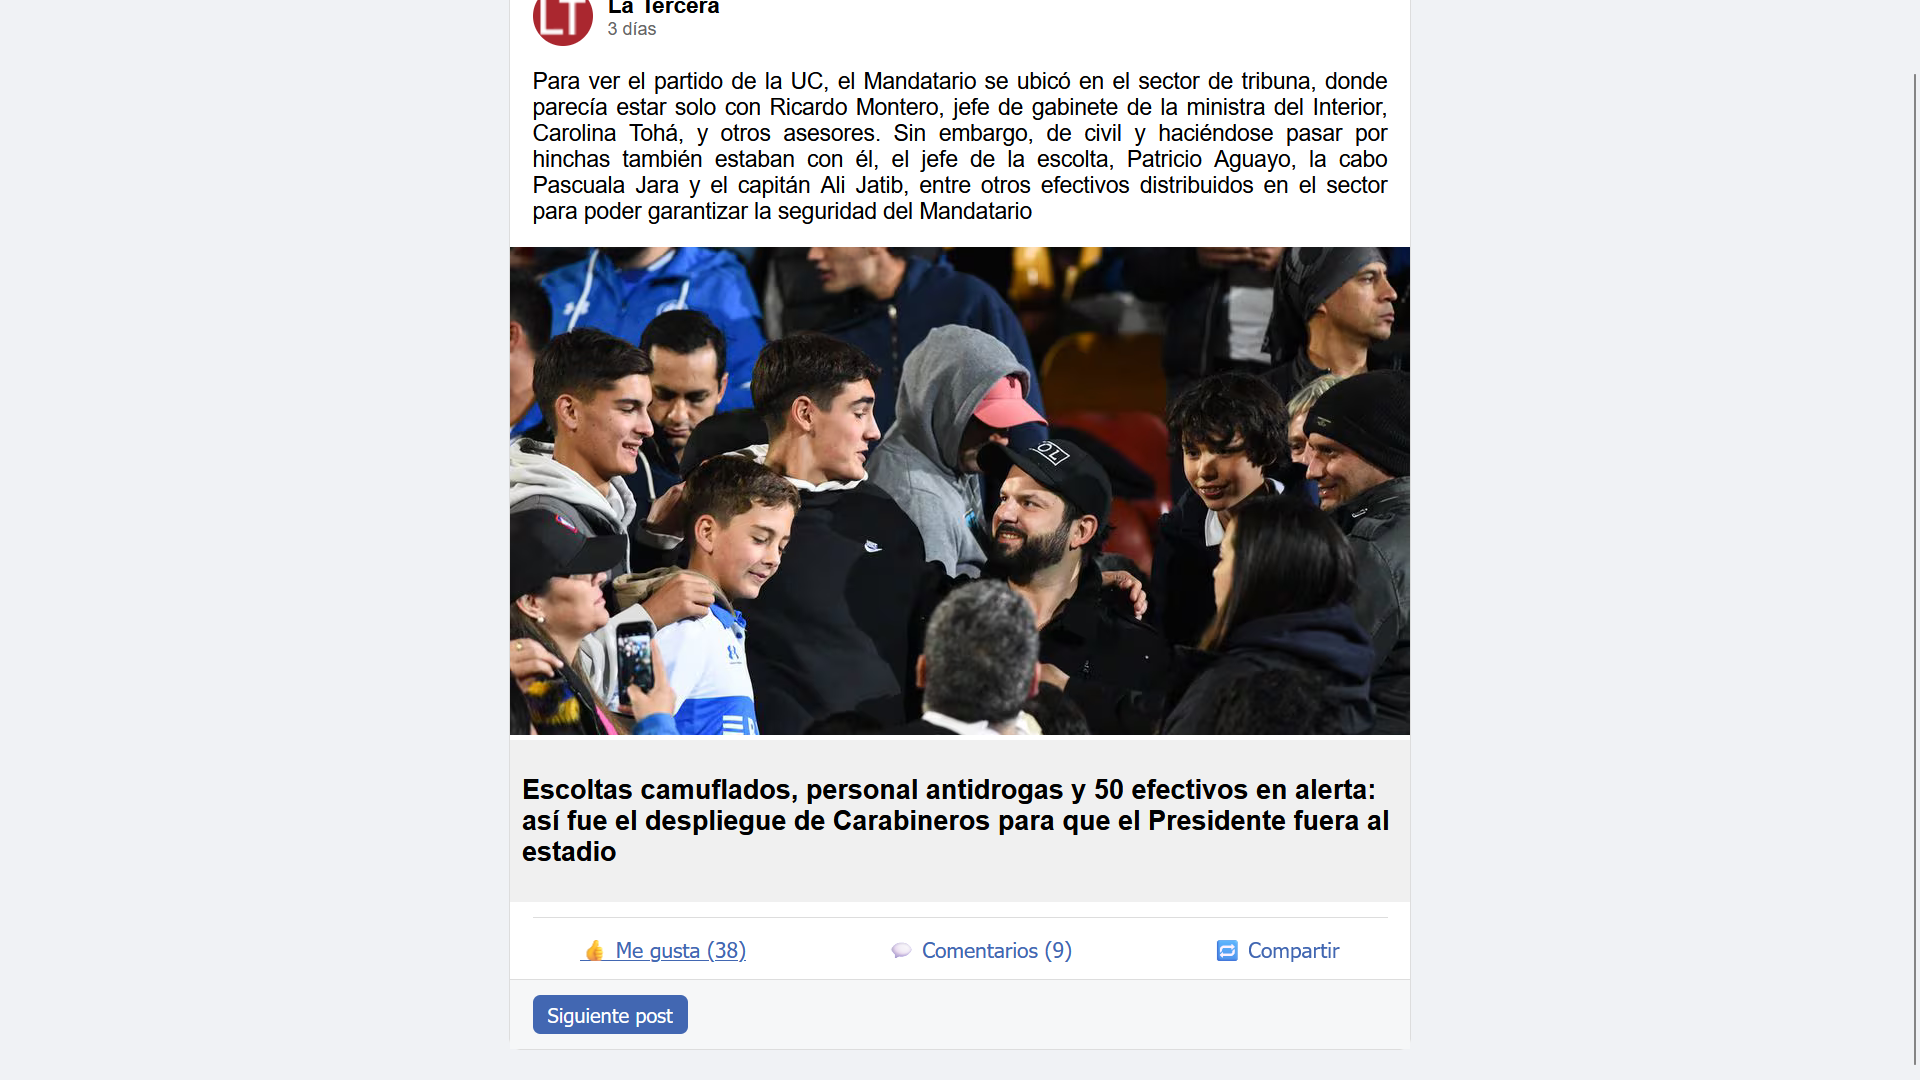 LT
La Tercera
3 días
Para ver el partido de la UC, el Mandatario se ubicó en el sector de tribuna, donde
parecía estar solo con Ricardo Montero, jefe de gabinete de la ministra del Interior,
Carolina Tohá, y otros asesores. Sin embargo, de civil y haciéndose pasar por
hinchas también estaban con él, el jefe de la escolta, Patricio Aguayo, la cabo
Pascuala Jara y el capitán Ali Jatib, entre otros efectivos distribuidos en el sector
para poder garantizar la seguridad del Mandatario
OL
Escoltas camuflados, personal antidrogas y 50 efectivos en alerta:
así fue el despliegue de Carabineros para que el Presidente fuera al
estadio
Me gusta (38)
Comentarios (9)
Compartir
Siguiente post